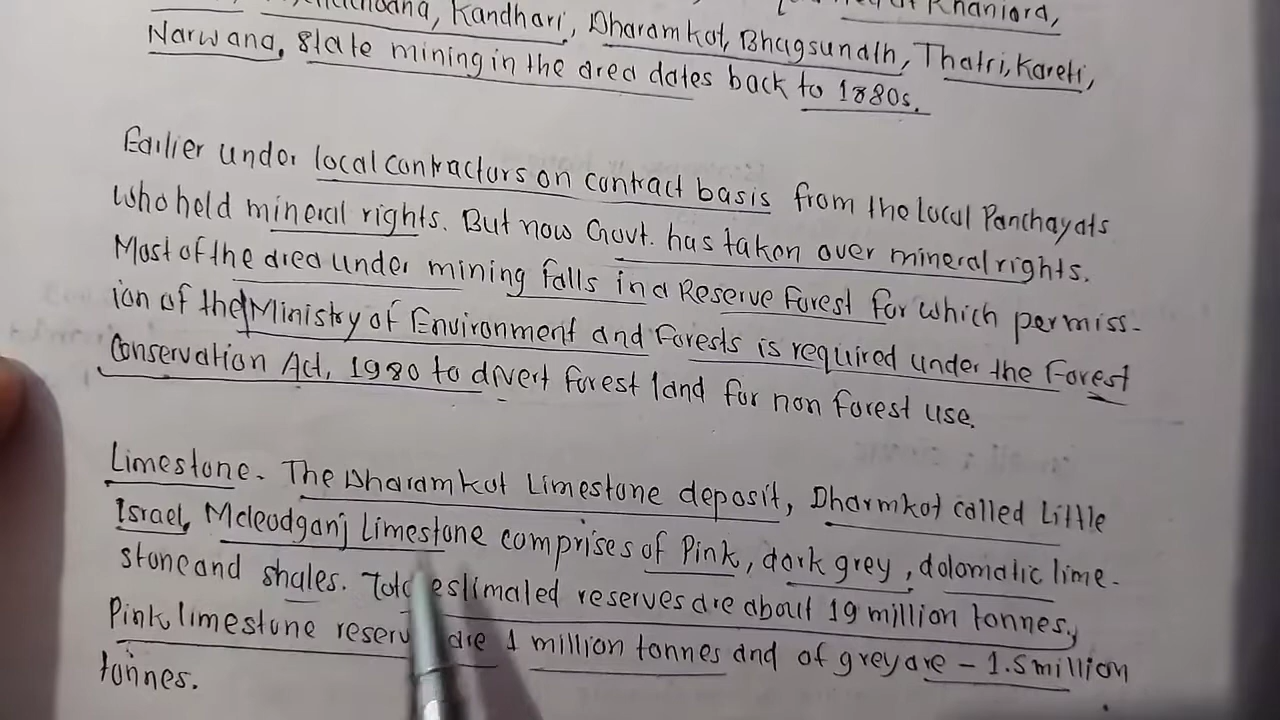 Kandhari, Dharamkot, Bhagsunath, Thatri, Kareti,
Narwana, Slate mining in the area dates back to 1880s.
Earlier under local contractors on contract basis from the local Panchayats
who held mineral rights. But now Govt. has taken over mineral rights.
Most of the area under mining falls in a Reserve Forest for which permiss-
ion of the Ministry of Environment and Forests is required under the Forest
Conservation Act, 1980 to divert forest land for non forest use.
Limestone. The Dharamkot Limestone deposit, Dharmkot called Little
Israel, Mcleodganj Limestone comprises of Pink, dark grey, dolomatic lime-
stone and shales. estimated reserves are about 19 million tonnes,
Pink limestone are 1 million tonnes and of grey are - 1.5 million
tonnes.